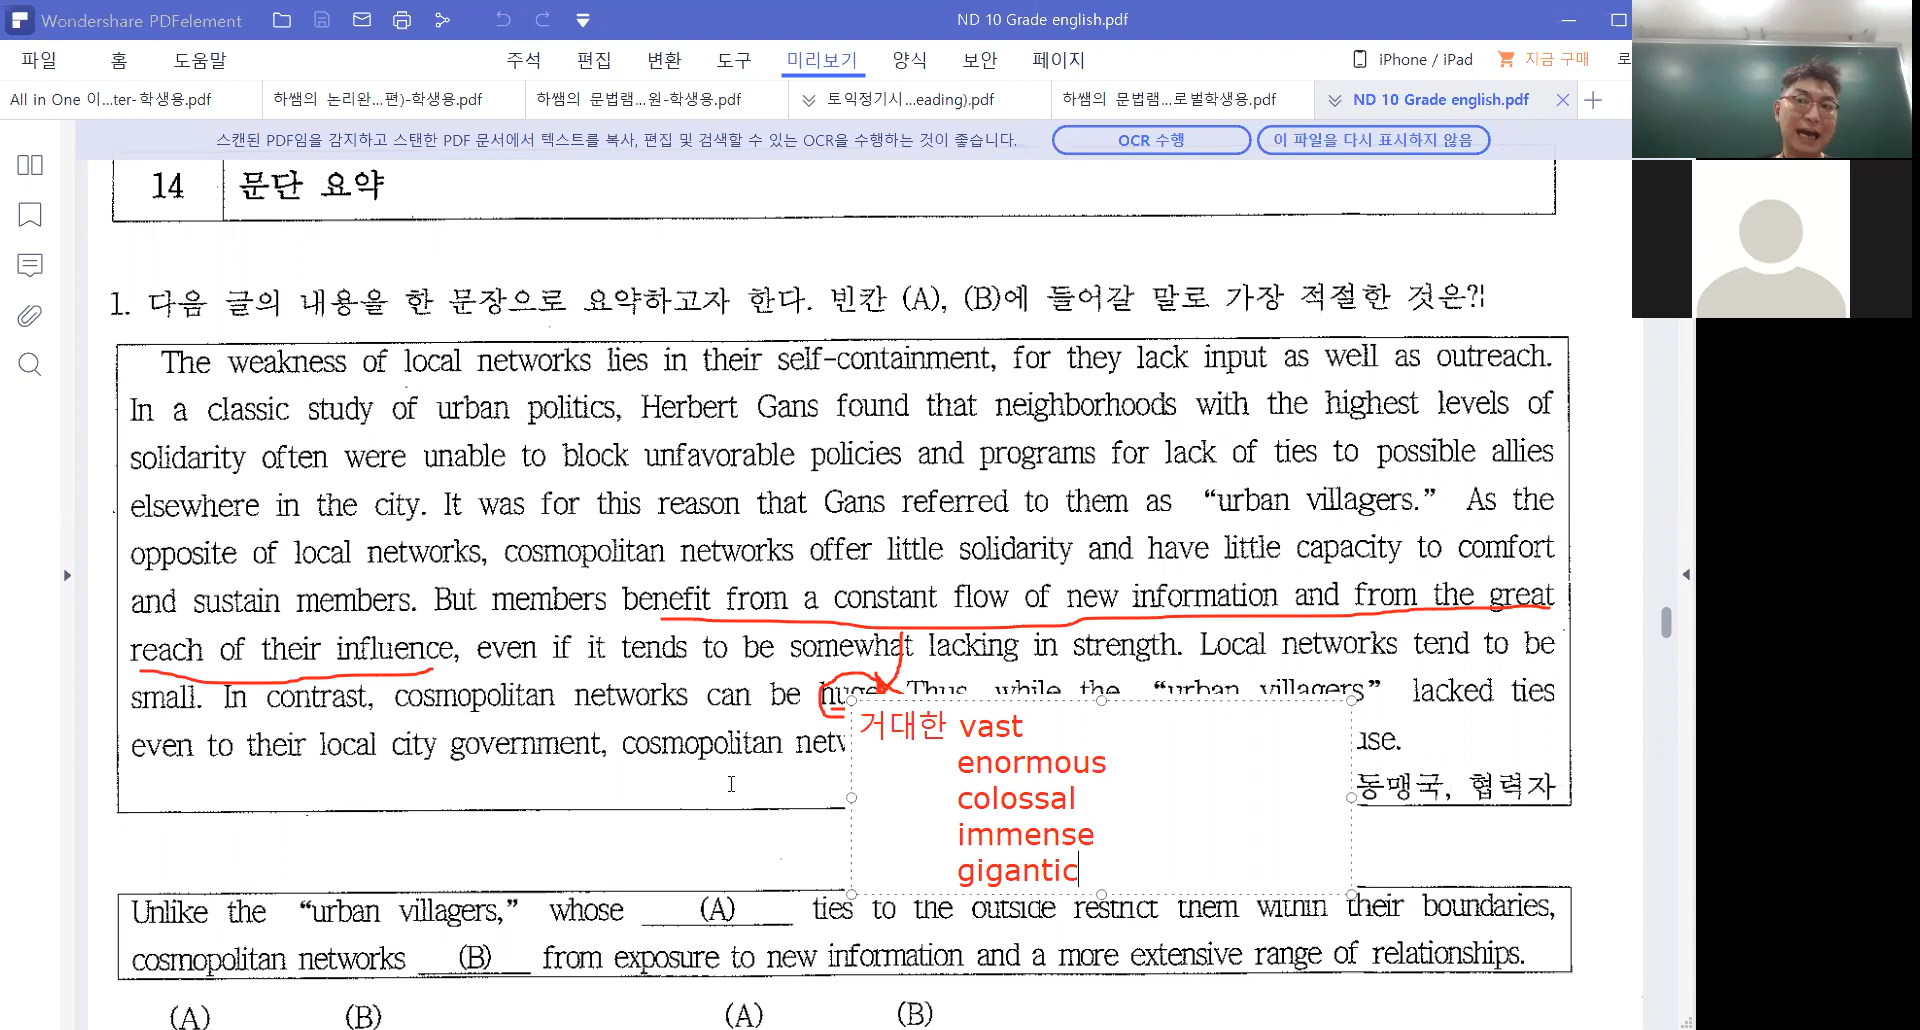 Wondershare PDFelement
ND 10 Grade english.pdf
파일 홈 도움말 주석 편집 변환 도구 미리보기 양식 보안 페이지 iPhone / iPad 지금 구매 로
All in One 이...ter-학생용.pdf 하쌤의 논리완...편)-학생용.pdf 하쌤의 문법램...원-학생용.pdf 토익정기시...eading).pdf 하쌤의 문법램...로벌학생용.pdf ND 10 Grade english.pdf
스캔된 PDF임을 감지하고 스탠한 PDF 문서에서 텍스트를 복사, 편집 및 검색할 수 있는 OCR을 수행하는 것이 좋습니다. OCR 수행 이 파일을 다시 표시하지 않음
14 문단 요약
1. 다음 글의 내용을 한 문장으로 요약하고자 한다. 빈칸 (A), (B)에 들어갈 말로 가장 적절한 것은?
The weakness of local networks lies in their self-containment, for they lack input as well as outreach.
In a classic study of urban politics, Herbert Gans found that neighborhoods with the highest levels of
solidarity often were unable to block unfavorable policies and programs for lack of ties to possible allies
elsewhere in the city. It was for this reason that Gans referred to them as “urban villagers.” As the
opposite of local networks, cosmopolitan networks offer little solidarity and have little capacity to comfort
and sustain members. But members benefit from a constant flow of new information and from the great
reach of their influence, even if it tends to be somewhat lacking in strength. Local networks tend to be
small. In contrast, cosmopolitan networks can be huge. Thus, while the “urban villagers” lacked ties
even to their local city government, cosmopolitan netw use.
거대한 vast
enormous
colossal
동맹국, 협력자
immense
gigantic
Unlike the “urban villagers,” whose (A) ties to the outside restrict them within their boundaries,
cosmopolitan networks (B) from exposure to new information and a more extensive range of relationships.
(A) (B) (A) (B)